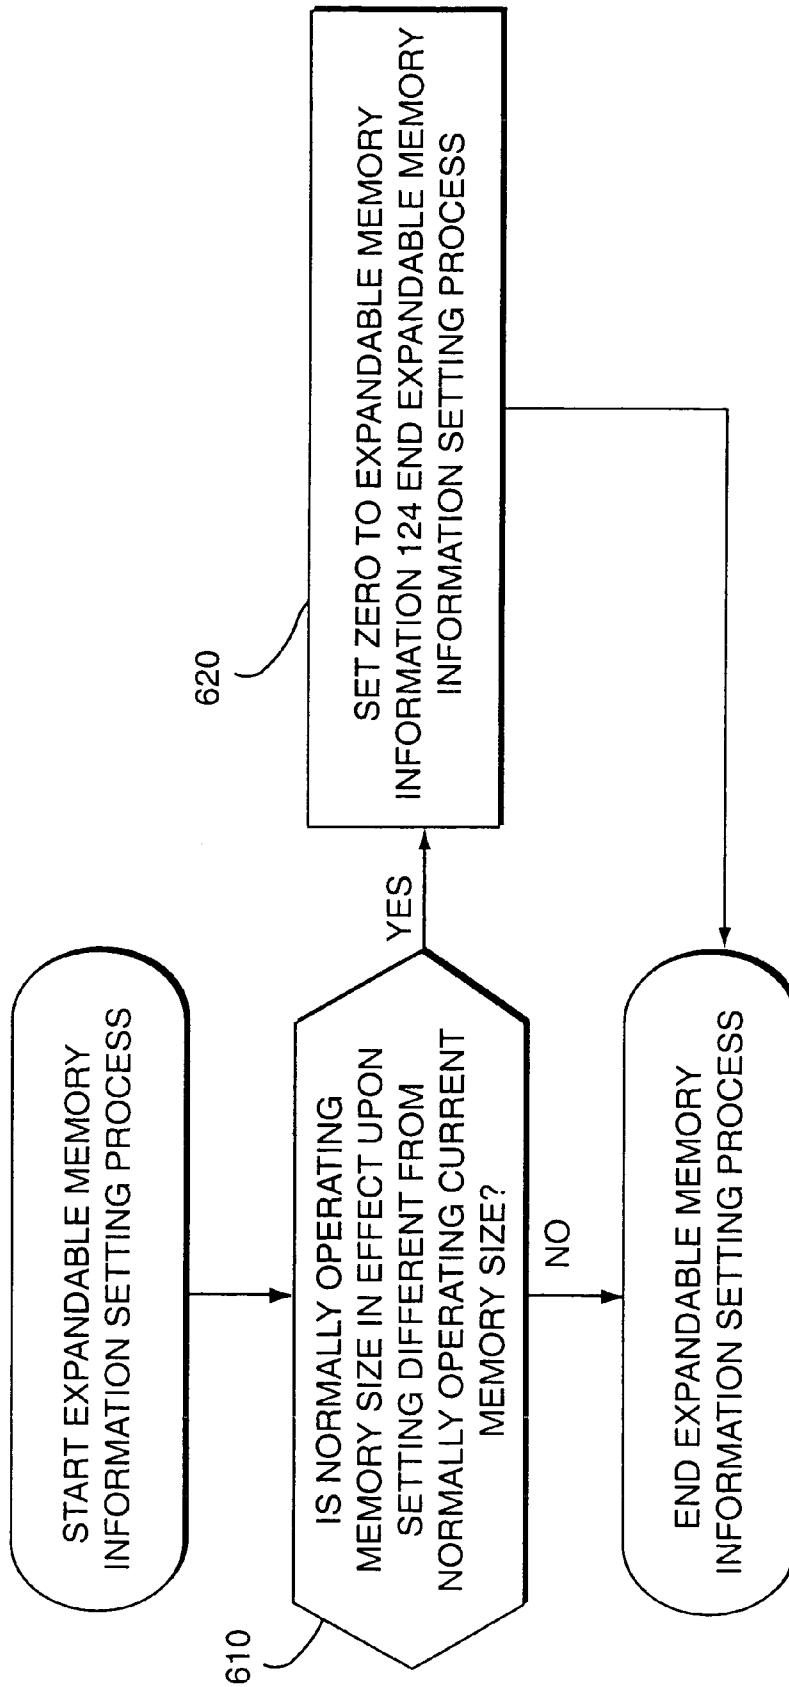 START EXPANDABLE MEMORY
INFORMATION SETTING PROCESS
610
IS NORMALLY OPERATING
MEMORY SIZE IN EFFECT UPON
SETTING DIFFERENT FROM
NORMALLY OPERATING CURRENT
MEMORY SIZE?
YES
620
SET ZERO TO EXPANDABLE MEMORY
INFORMATION 124 END EXPANDABLE MEMORY
INFORMATION SETTING PROCESS
NO
END EXPANDABLE MEMORY
INFORMATION SETTING PROCESS